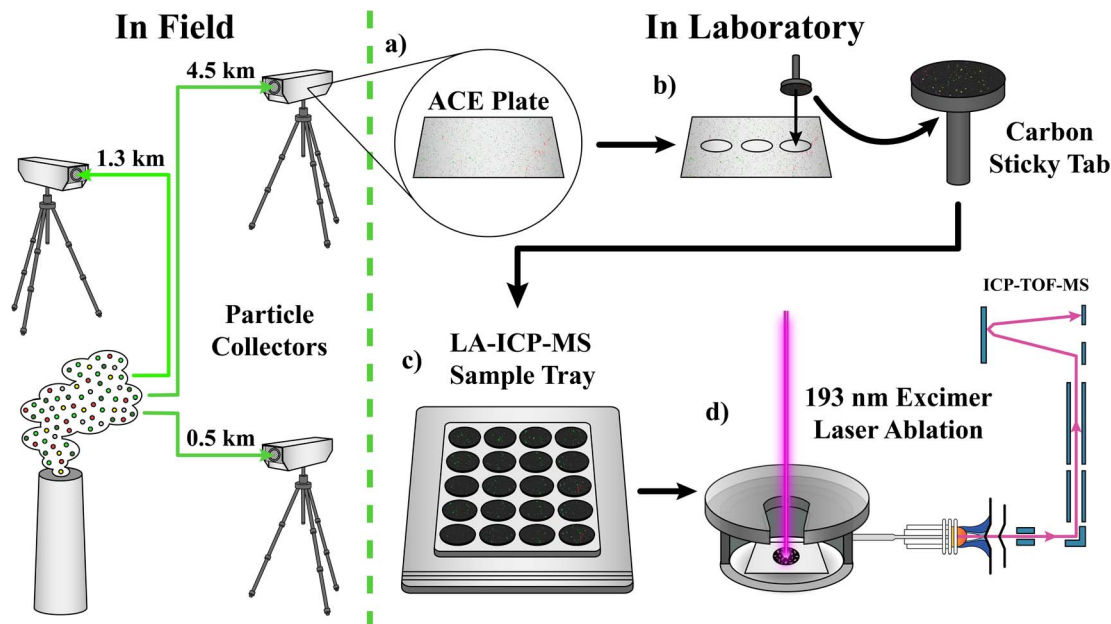 In Field
In Laboratory
4.5 km
1.3 km
Particle
Collectors
0.5 km
a)
ACE Plate
b)
Carbon
Sticky Tab
c)
LA-ICP-MS
Sample Tray
d)
193 nm Excimer
Laser Ablation
ICP-TOF-MS